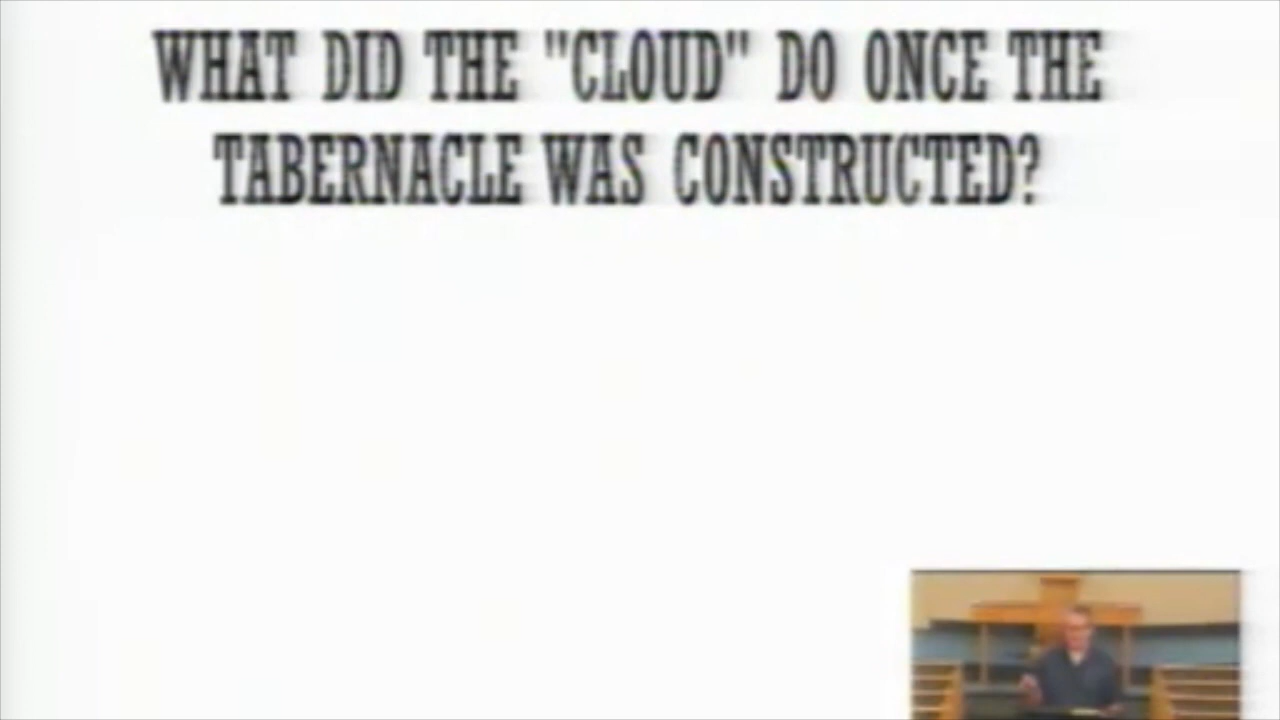 WHAT DID THE "CLOUD" DO ONCE THE
TABERNACLE WAS CONSTRUCTED?